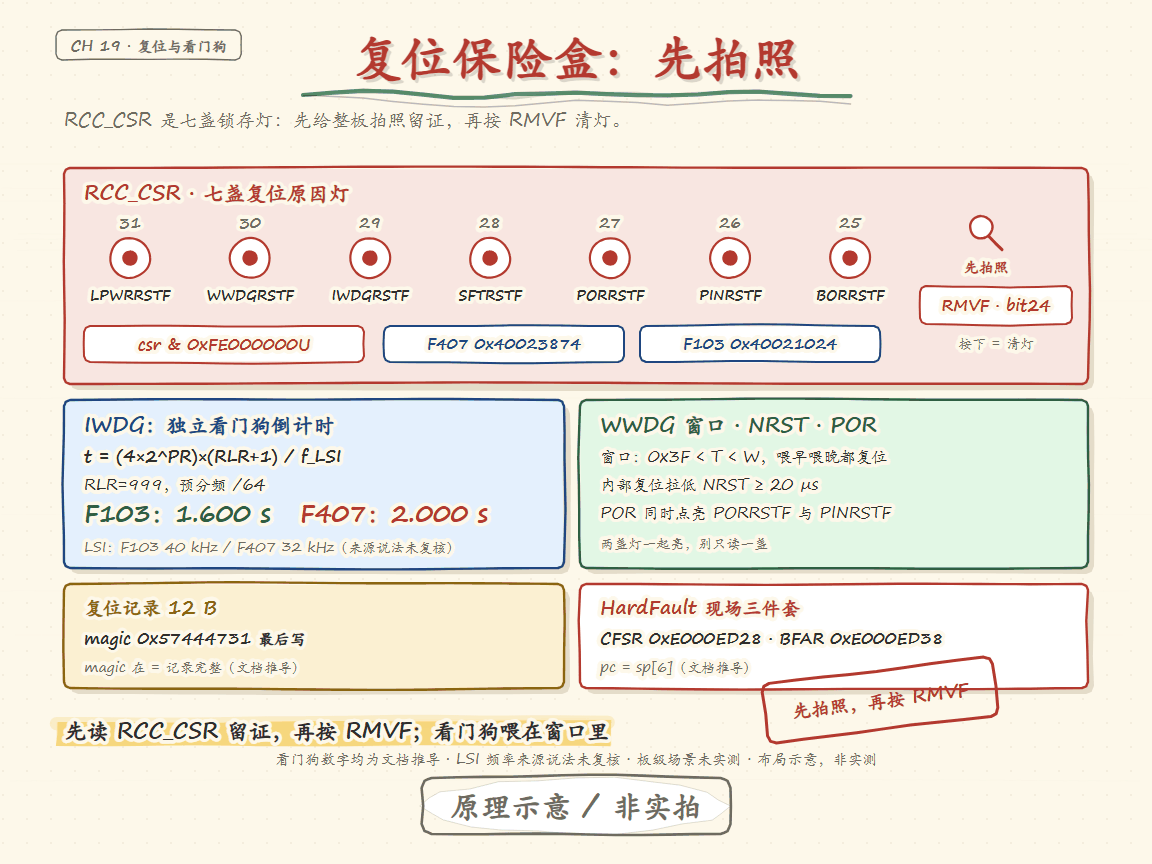 CH 19 · 复位与看门狗
复位保险盒：先拍照
RCC_CSR 是七盏锁存灯：先给整板拍照留证，再按 RMVF 清灯。
RCC_CSR · 七盏复位原因灯
31 30 29 28 27 26 25
LPWRRSTF WWDGRSTF IWDGRSTF SFTRSTF PORRSTF PINRSTF BORRSTF
先拍照
RMVF · bit24
按下 = 清灯
csr & 0xFE000000U
F407 0x40023874
F103 0x40021024
IWDG：独立看门狗倒计时
t = (4×2^PR)×(RLR+1) / f_LSI
RLR=999，预分频 /64
F103：1.600 s F407：2.000 s
LSI：F103 40 kHz / F407 32 kHz（来源说法未复核）
WWDG 窗口 · NRST · POR
窗口：0x3F < T < W，喂早喂晚都复位
内部复位拉低 NRST ≥ 20 μs
POR 同时点亮 PORRSTF 与 PINRSTF
两盏灯一起亮，别只读一盏
复位记录 12 B
magic 0x57444731 最后写
magic 在 = 记录完整（文档推导）
HardFault 现场三件套
CFSR 0xE000ED28 · BFAR 0xE000ED38
pc = sp[6]（文档推导）
先拍照，再按 RMVF
先读 RCC_CSR 留证，再按 RMVF；看门狗喂在窗口里
看门狗数字均为文档推导 · LSI 频率来源说法未复核 · 板级场景未实测 · 布局示意，非实测
原理示意 / 非实拍